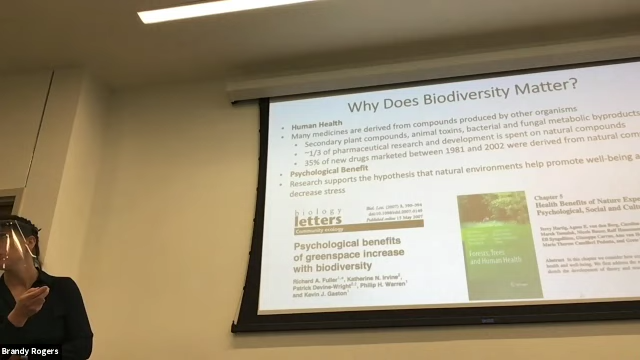 Why Does Biodiversity Matter?
• Human Health
• Many medicines are derived from compounds produced by other organisms
• Secondary plant compounds, animal toxins, bacterial and fungal metabolic byproducts
• ~1/3 of pharmaceutical research and development is spent on natural compounds
• 35% of new drugs marketed between 1981 and 2002 were derived from natural com
• Psychological Benefit
• Research supports the hypothesis that natural environments help promote well-being a
decrease stress
biology
letters
Community ecology
Psychological benefits
of greenspace increase
with biodiversity
Richard A. Fuller, Katherine N. Irvine,
Patrick Devine-Wright, Philip H. Warren
and Kevin J. Gaston
Forests, Trees
and Human Health
Chapter 5
Health Benefits of Nature Expe
Psychological, Social and Cultu
Brandy Rogers